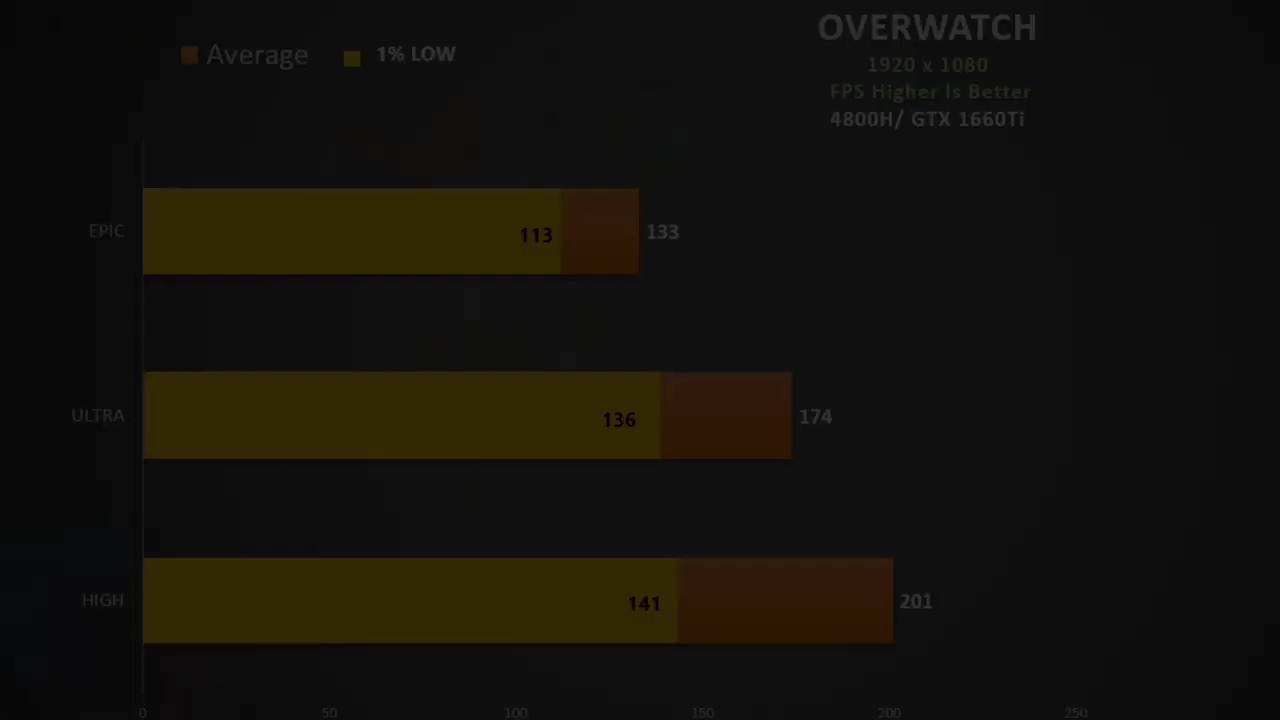 OVERWATCH
1920 x 1080
FPS Higher Is Better
4800H/ GTX 1660Ti
Average
1% LOW
EPIC
113
133
ULTRA
136
174
HIGH
141
201
0 50 100 150 200 250